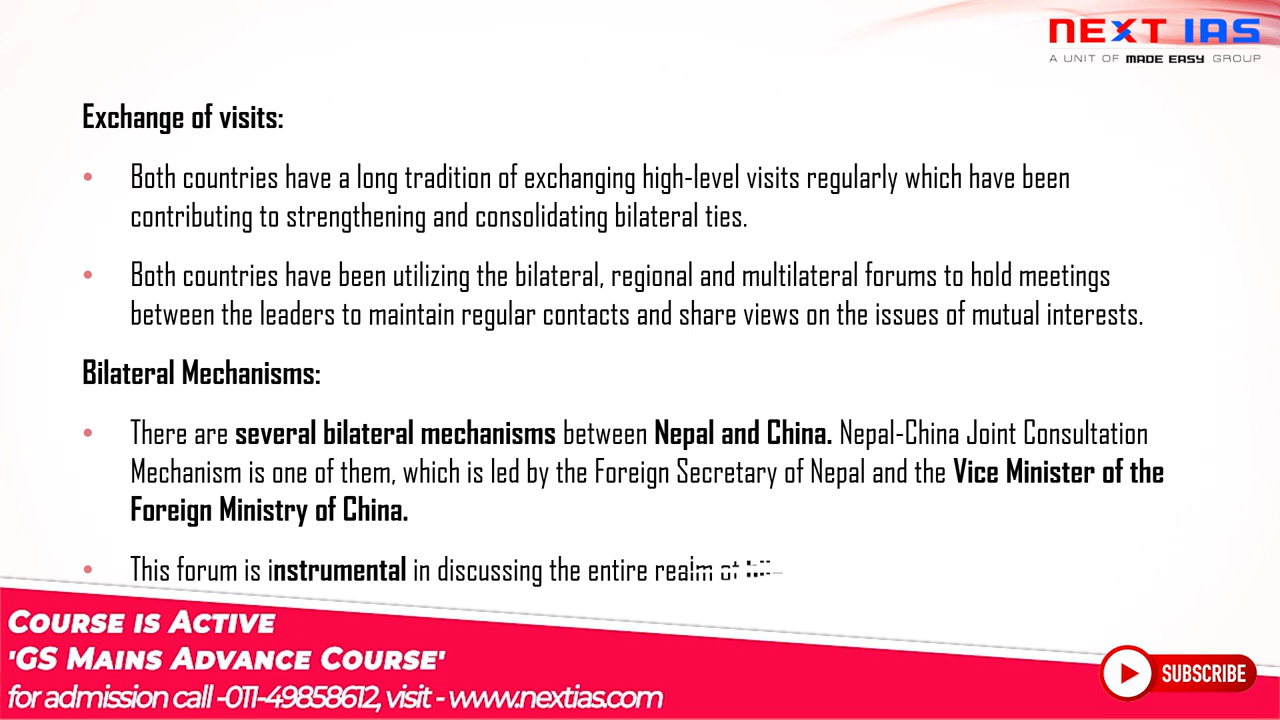 NEXT IAS
A UNIT OF MADE EASY GROUP
Exchange of visits:
• Both countries have a long tradition of exchanging high-level visits regularly which have been
contributing to strengthening and consolidating bilateral ties.
• Both countries have been utilizing the bilateral, regional and multilateral forums to hold meetings
between the leaders to maintain regular contacts and share views on the issues of mutual interests.
Bilateral Mechanisms:
• There are several bilateral mechanisms between Nepal and China. Nepal-China Joint Consultation
Mechanism is one of them, which is led by the Foreign Secretary of Nepal and the Vice Minister of the
Foreign Ministry of China.
• This forum is instrumental in discussing the entire realm of
COURSE IS ACTIVE
'GS MAINS ADVANCE COURSE'
for admission call -011-49858612, visit - www.nextias.com
SUBSCRIBE